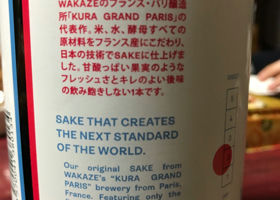 WAKAZEのフランス・パリ醸造
所「KURA GRAND PARIS」の
代表作。米、水、酵母すべての
原材料をフランス産にこだわり、
日本の技術でSAKEに仕上げま
した。甘酸っぱい果実のような
フレッシュさとキレのよい後味
の飲み飽きしない1本です。
SAKE THAT CREATES
THE NEXT STANDARD
OF THE WORLD.
Our original SAKE from
WAKAZE's "KURA GRAND
PARIS" brewery from Paris,
France. Featuring only the